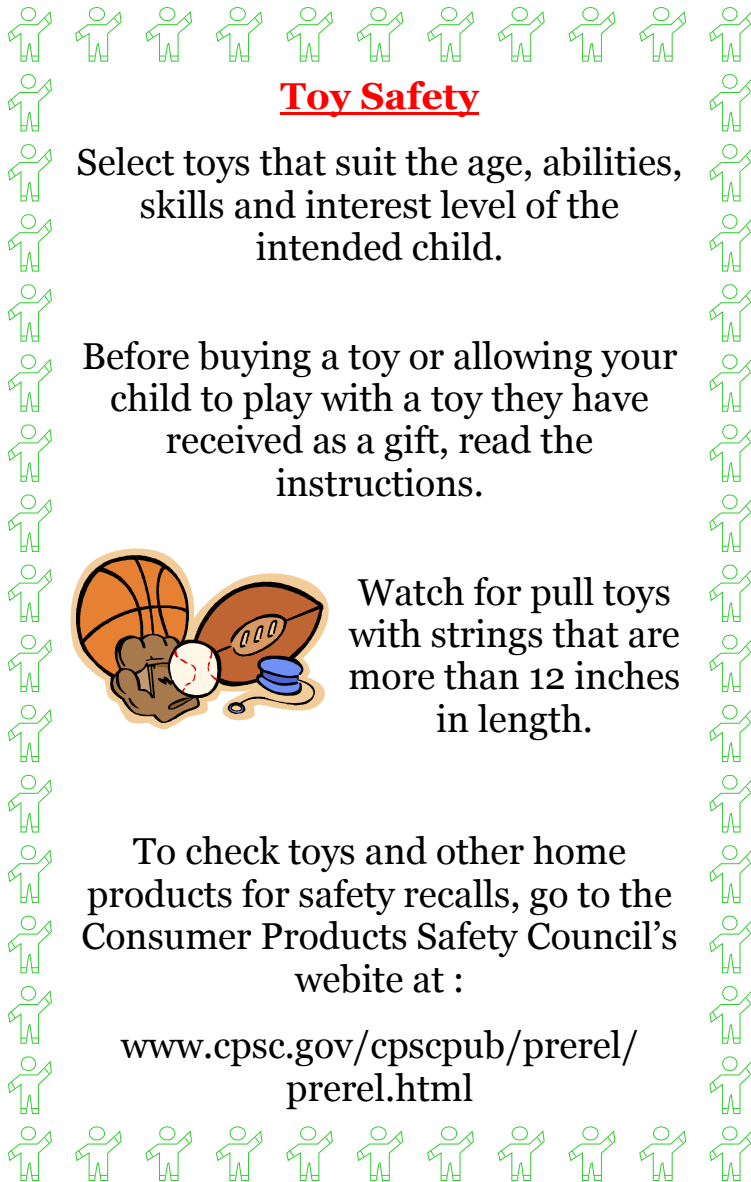 Toy Safety
Select toys that suit the age, abilities,
skills and interest level of the
intended child.
Before buying a toy or allowing your
child to play with a toy they have
received as a gift, read the
instructions.
Watch for pull toys
with strings that are
more than 12 inches
in length.
To check toys and other home
products for safety recalls, go to the
Consumer Products Safety Council’s
webite at :
www.cpsc.gov/cpscpub/prerel/
prerel.html